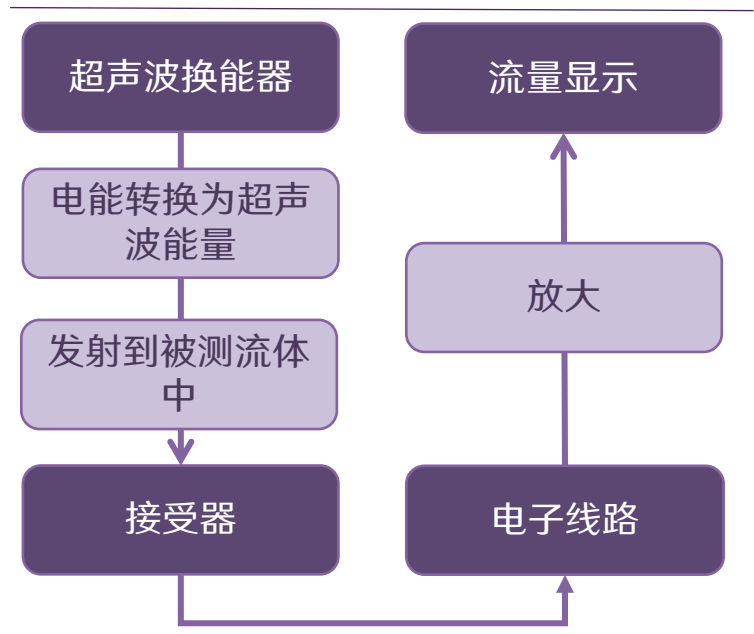 超声波换能器
电能转换为超声
波能量
发射到被测流体
中
接受器
电子线路
放大
流量显示